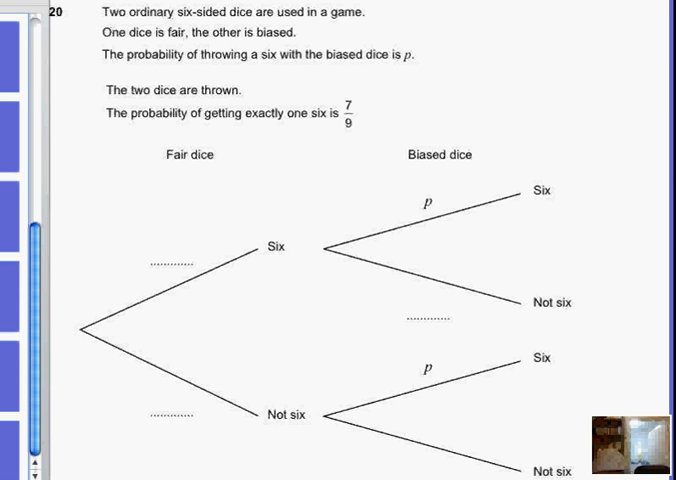 20 Two ordinary six-sided dice are used in a game.
One dice is fair, the other is biased.
The probability of throwing a six with the biased dice is p.
The two dice are thrown.
The probability of getting exactly one six is 7/9
Fair dice Biased dice
p
Six
............
Six
Not six
............
p
Six
............
Not six
Not six